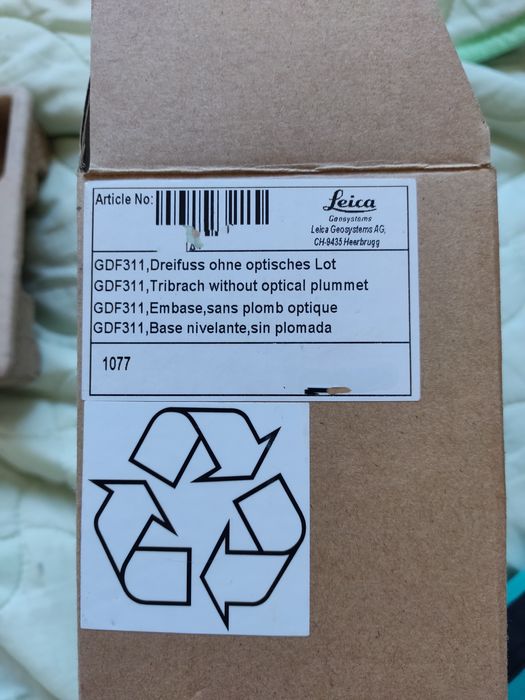 Article No:
Leica
Geosystems
Leica Geosystems AG,
CH-9435 Heerbrugg
GDF311,Dreifuss ohne optisches Lot
GDF311,Tribrach without optical plummet
GDF311,Embase,sans plomb optique
GDF311,Base nivelante,sin plomada
1077